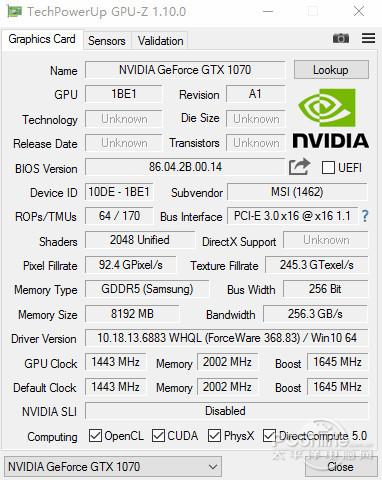 TechPowerUp GPU-Z 1.10.0
Graphics Card Sensors Validation
Name NVIDIA GeForce GTX 1070 Lookup
GPU 1BE1 Revision A1
Technology Unknown Die Size Unknown
Release Date Unknown Transistors Unknown
NVIDIA
BIOS Version 86.04.2B.00.14 UEFI
Device ID 10DE - 1BE1 Subvendor MSI (1462)
ROPs/TMUs 64 / 170 Bus Interface PCI-E 3.0 x16 @ x16 1.1 ?
Shaders 2048 Unified DirectX Support Unknown
Pixel Fillrate 92.4 GPixel/s Texture Fillrate 245.3 GTexel/s
Memory Type GDDR5 (Samsung) Bus Width 256 Bit
Memory Size 8192 MB Bandwidth 256.3 GB/s
Driver Version 10.18.13.6883 WHQL (ForceWare 368.83) / Win10 64
GPU Clock 1443 MHz Memory 2002 MHz Boost 1645 MHz
Default Clock 1443 MHz Memory 2002 MHz Boost 1645 MHz
NVIDIA SLI Disabled
Computing OpenCL CUDA PhysX DirectCompute 5.0
PConline
太平洋电脑网
NVIDIA GeForce GTX 1070 Close